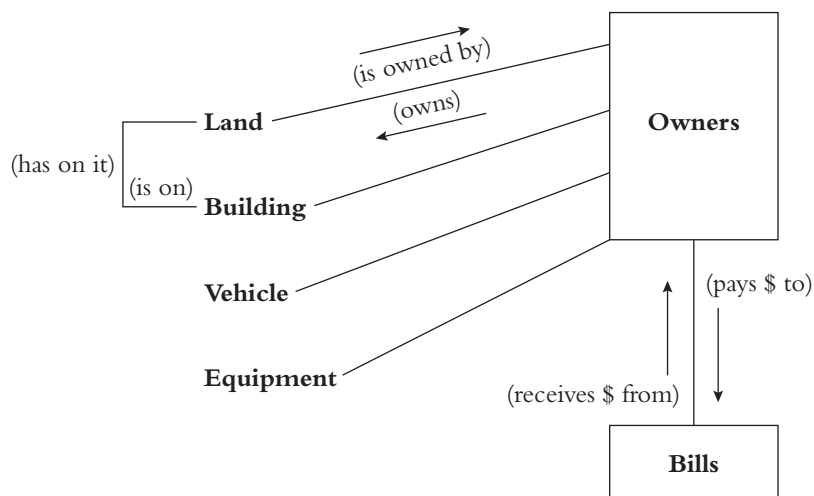 (is owned by)
(owns)
Land
Owners
(has on it)
(is on)
Building
Vehicle
(pays $ to)
Equipment
(receives $ from)
Bills